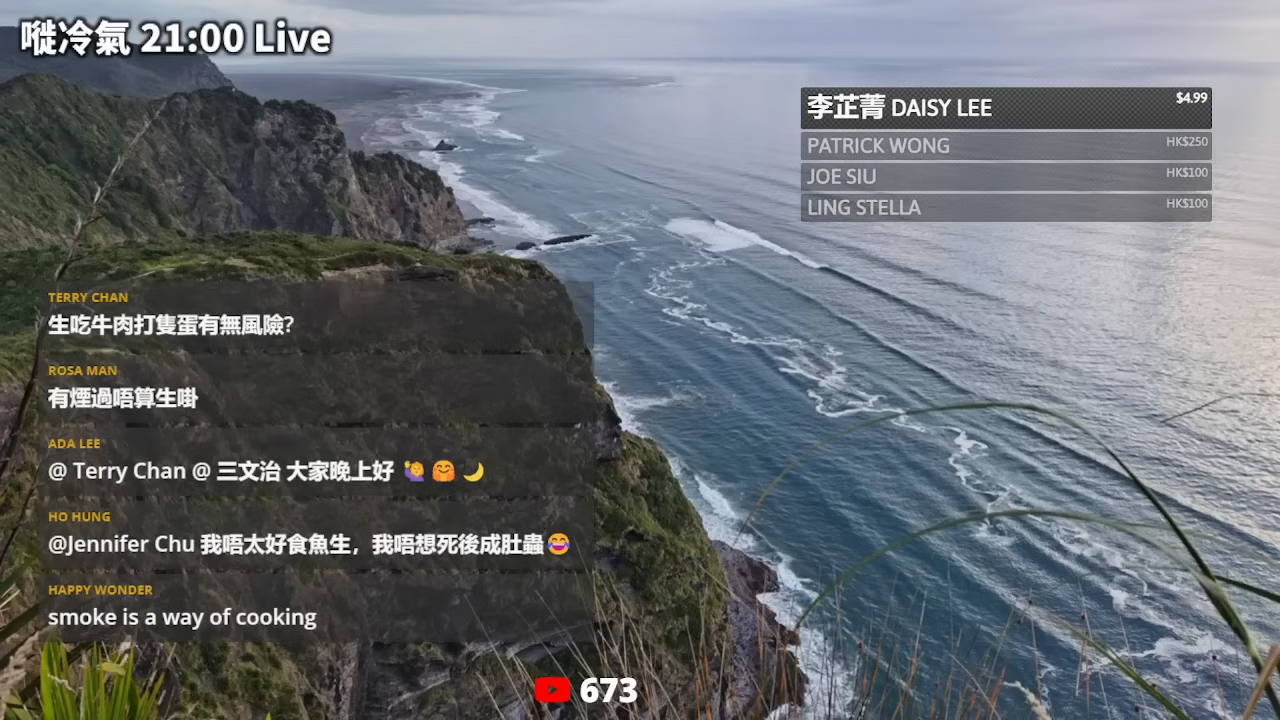 嘥冷氣 21:00 Live
李芷菁 DAISY LEE $4.99
PATRICK WONG HK$250
JOE SIU HK$100
LING STELLA HK$100
TERRY CHAN
生吃牛肉打隻蛋有無風險?
ROSA MAN
有煙過唔算生啩
ADA LEE
@ Terry Chan @ 三文治 大家晚上好 🙋 🤗 🌙
HO HUNG
@Jennifer Chu 我唔太好食魚生，我唔想死後成肚蟲😂
HAPPY WONDER
smoke is a way of cooking
673